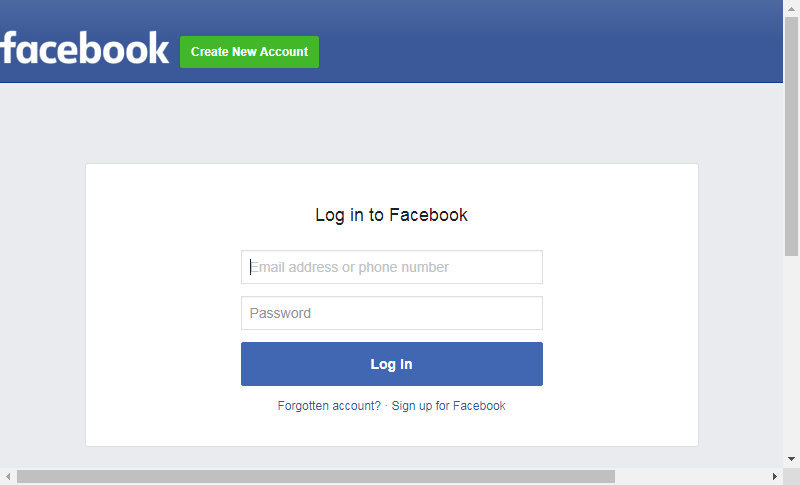 facebook
Create New Account
Log in to Facebook
Email address or phone number
Password
Log In
Forgotten account? · Sign up for Facebook